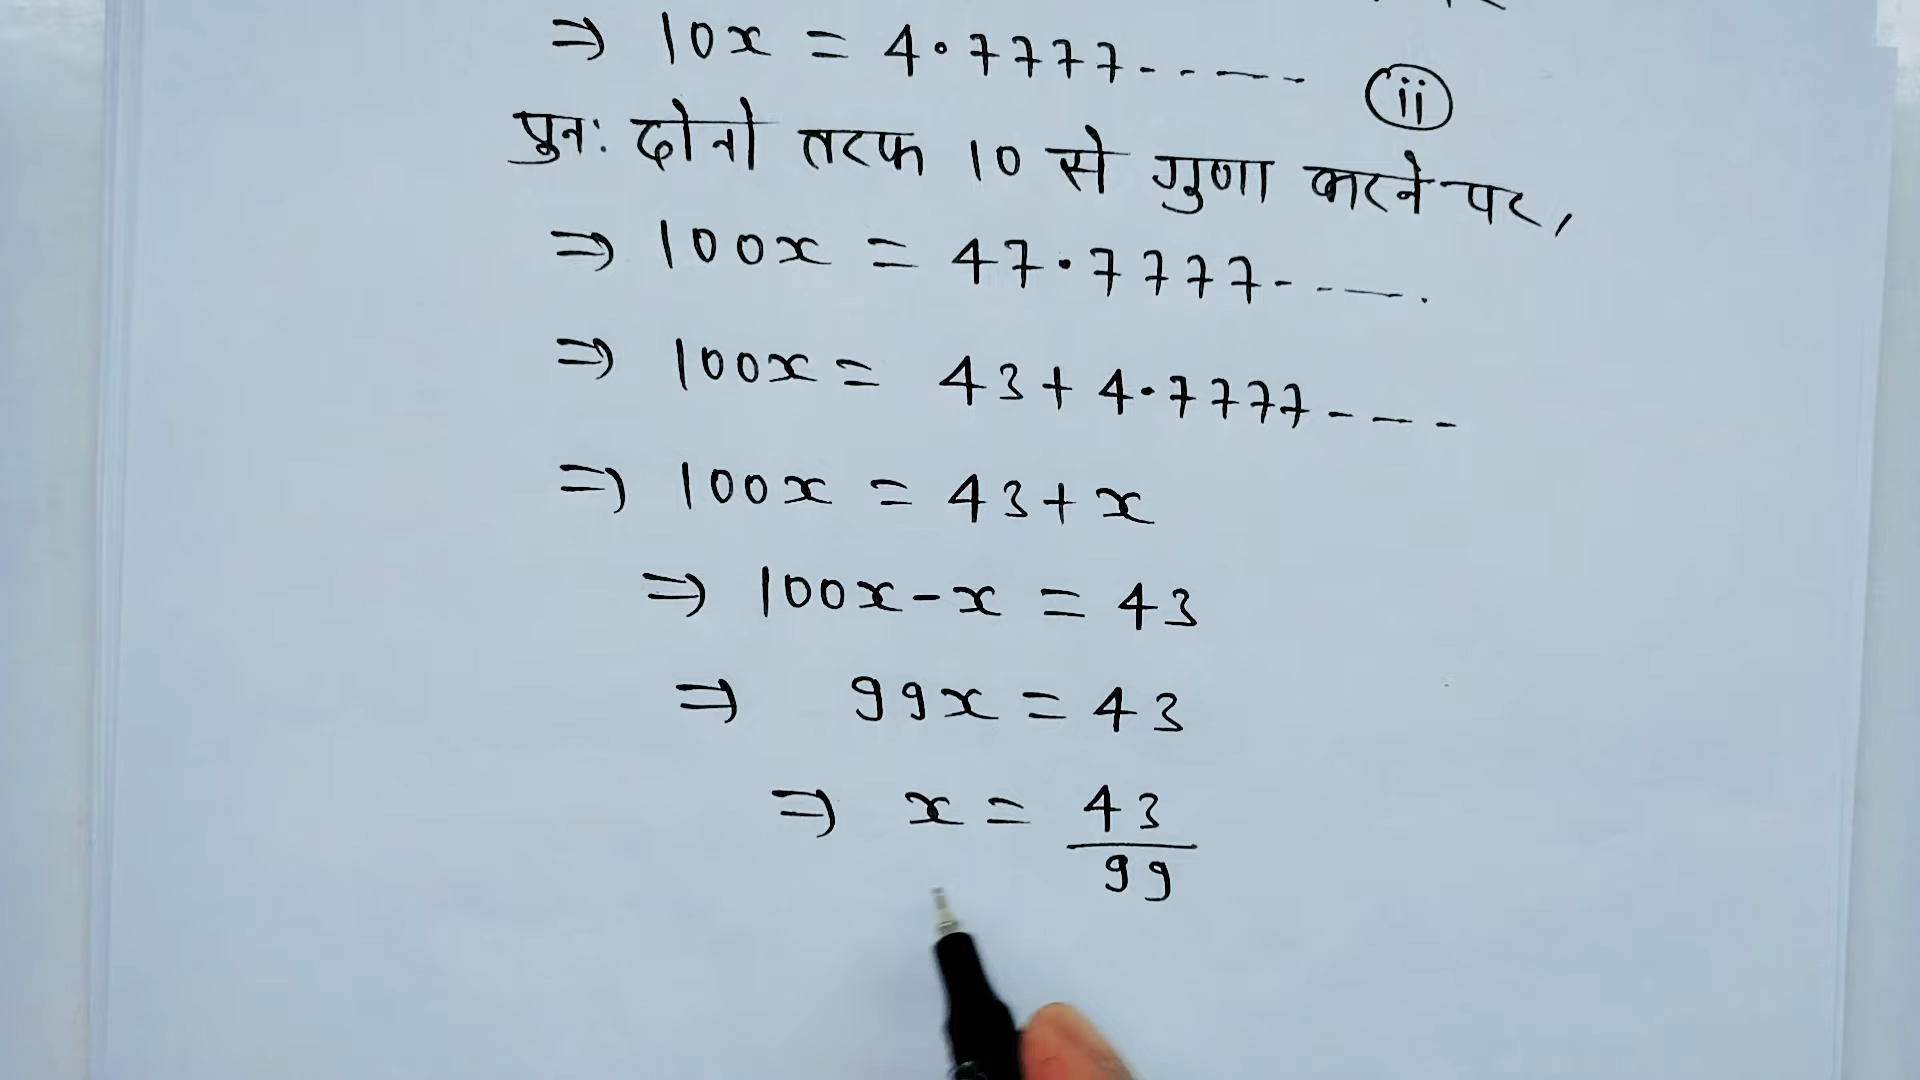 ⇒ 10x = 4.7777----- (ii)
पुनः दोनो तरफ 10 से गुणा करने पर,
⇒ 100x = 47.7777----.
⇒ 100x = 43 + 4.7777---
⇒ 100x = 43 + x
⇒ 100x - x = 43
⇒ 99x = 43
⇒ x = 43/99